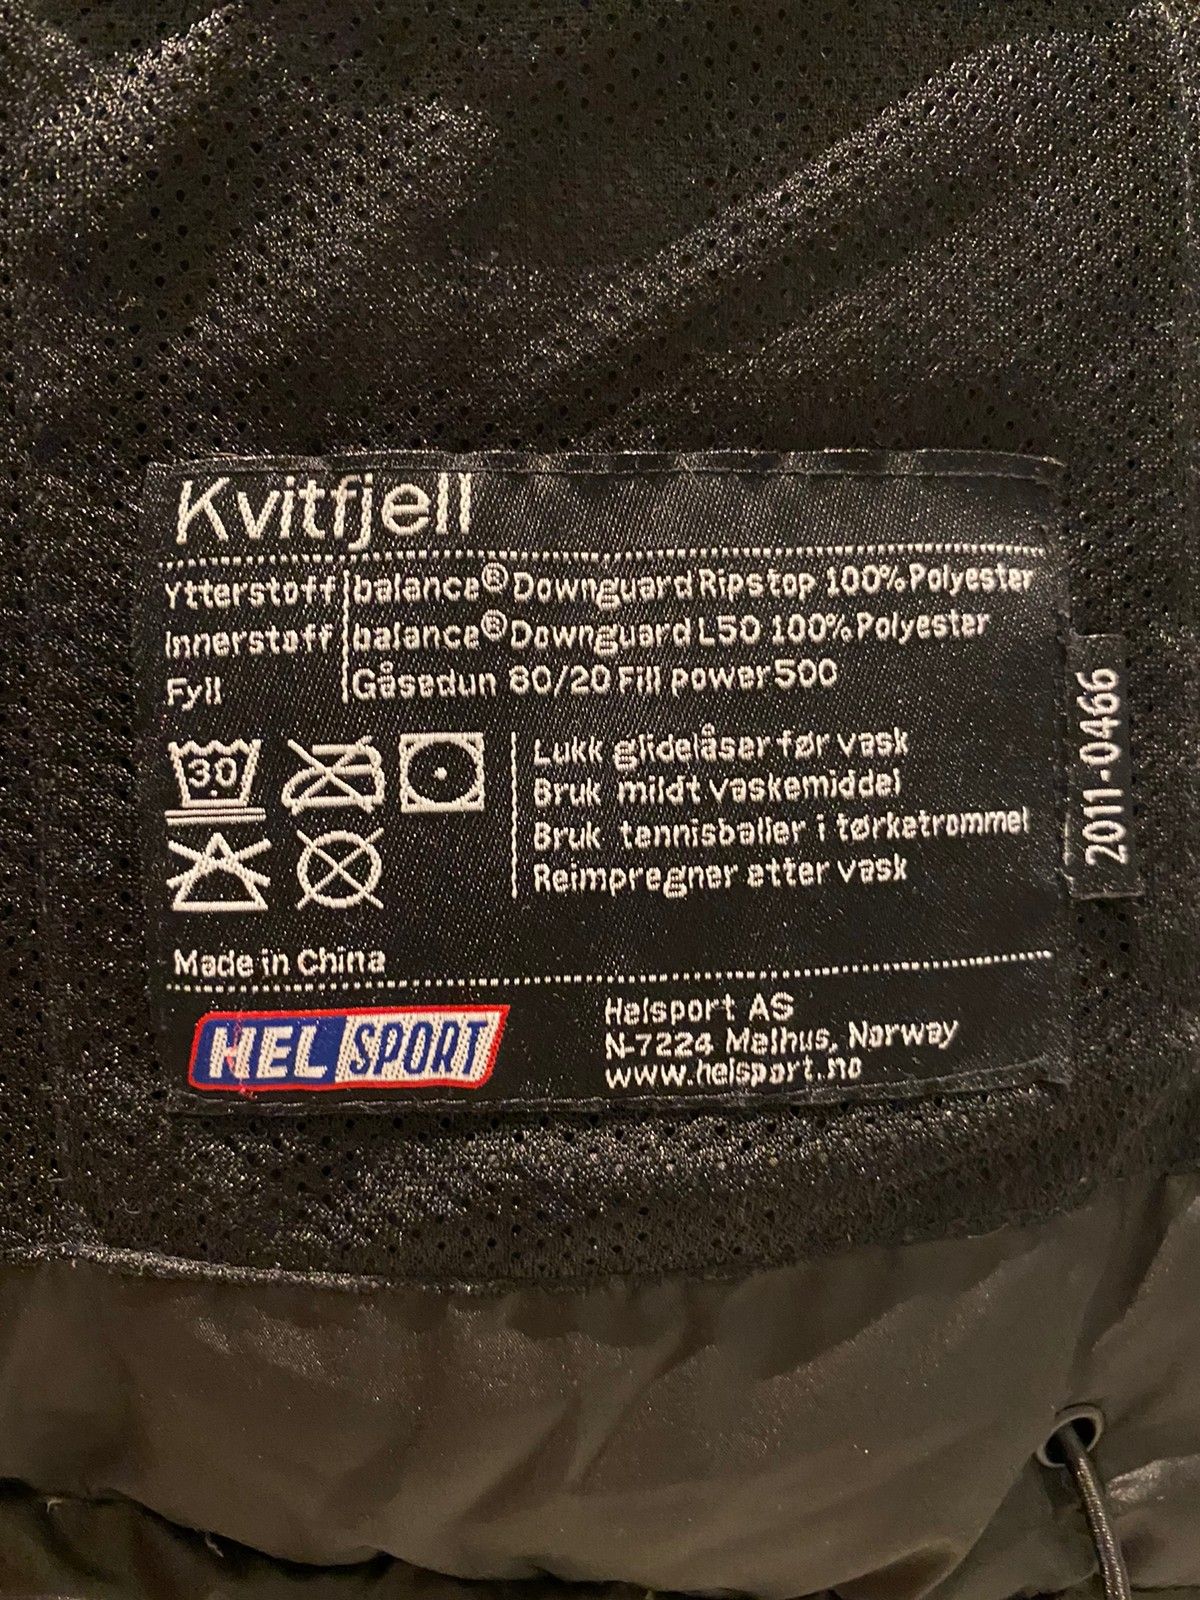 Kvitfjell
Ytterstoff balance® Downguard Ripstop 100% Polyester
Innerstoff balance® Downguard L50 100% Polyester
Fyll Gåsedun 80/20 Fill power 500
30
Lukk glidelåser før vask
Bruk mildt vaskemiddel
Bruk tennisballer i tørketrommel
Reimpregner etter vask
Made in China
HELSPORT
Helsport AS
N-7224 Melhus, Norway
www.helsport.no
2011-0466